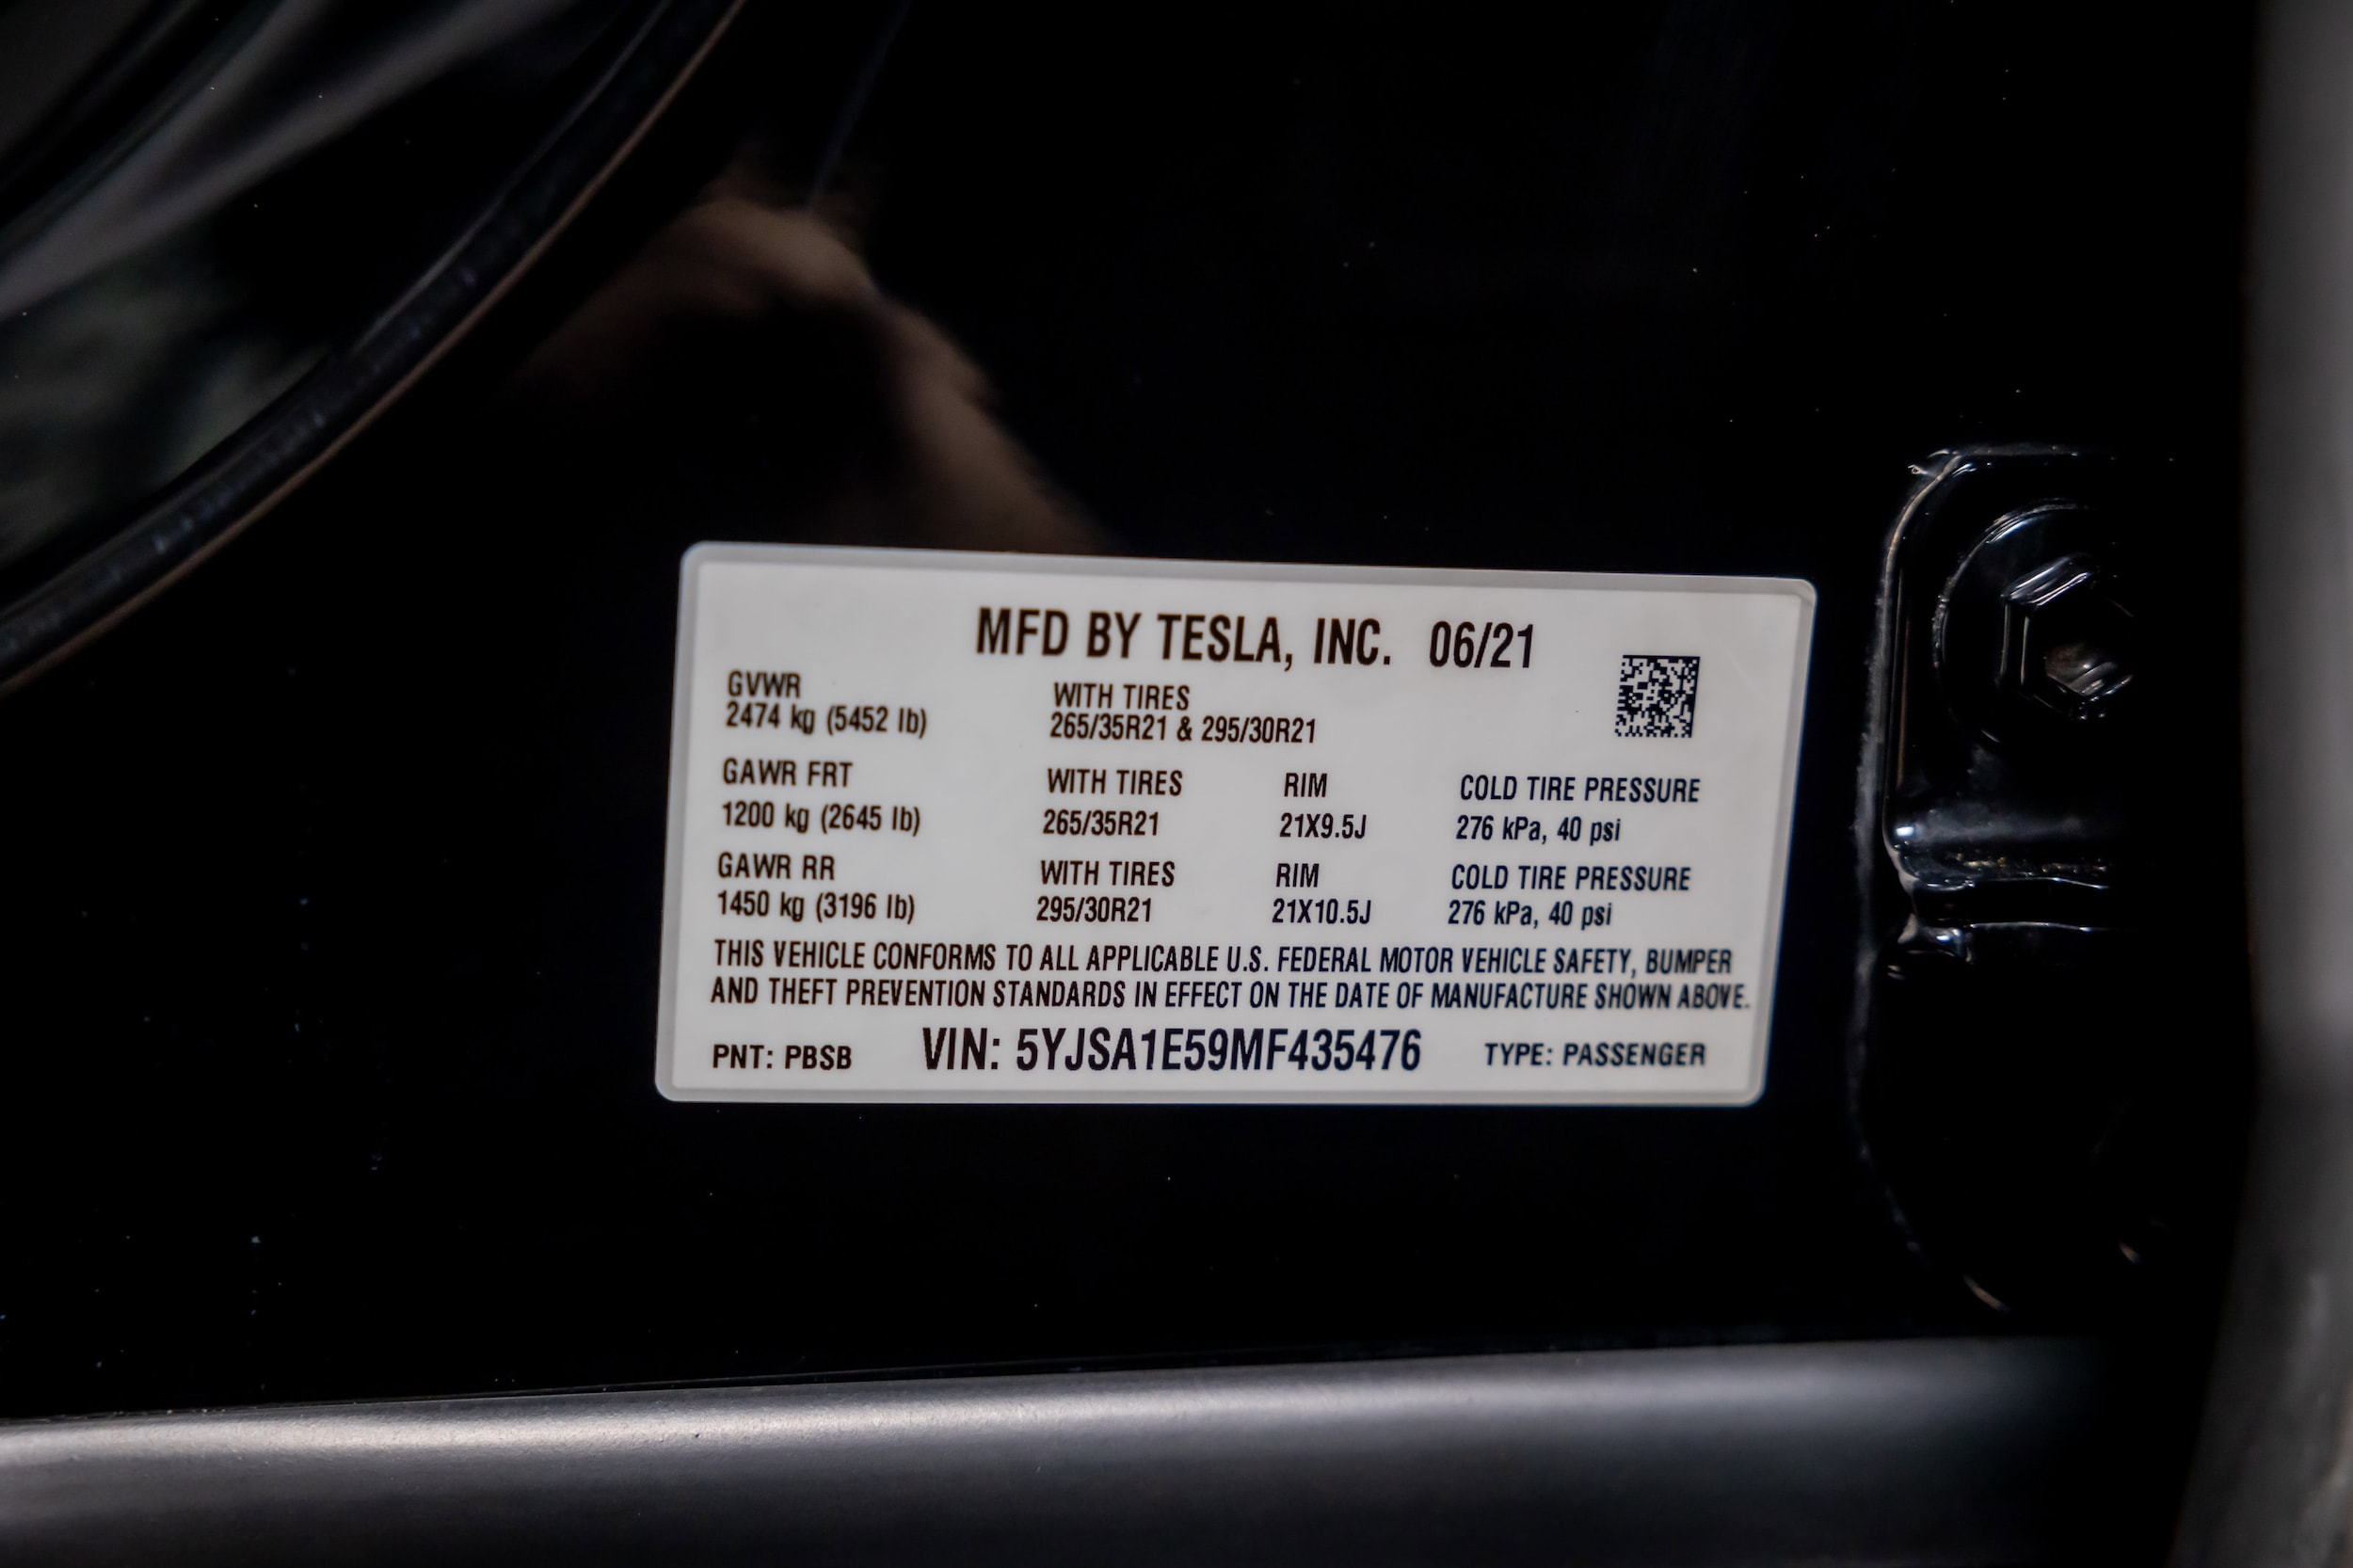 MFD BY TESLA, INC. 06/21
GVWR WITH TIRES
2474 kg (5452 lb) 265/35R21 & 295/30R21
GAWR FRT WITH TIRES RIM COLD TIRE PRESSURE
1200 kg (2645 lb) 265/35R21 21X9.5J 276 kPa, 40 psi
GAWR RR WITH TIRES RIM COLD TIRE PRESSURE
1450 kg (3196 lb) 295/30R21 21X10.5J 276 kPa, 40 psi
THIS VEHICLE CONFORMS TO ALL APPLICABLE U.S. FEDERAL MOTOR VEHICLE SAFETY, BUMPER
AND THEFT PREVENTION STANDARDS IN EFFECT ON THE DATE OF MANUFACTURE SHOWN ABOVE.
PNT: PBSB VIN: 5YJSA1E59MF435476 TYPE: PASSENGER